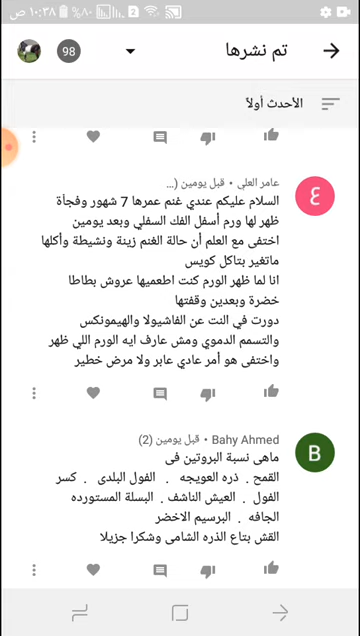 ١٠:٣٨ ص
٨٠%
2
تم نشرها
98
الأحدث أولاً
عامر العلي • قبل يومين (...
السلام عليكم عندي غنم عمرها 7 شهور وفجأة
ظهر لها ورم أسفل الفك السفلي وبعد يومين
اختفى مع العلم أن حالة الغنم زينة ونشيطة وأكلها
ماتغير بتاكل كويس
انا لما ظهر الورم كنت اطعميها عروش بطاطا
خضرة وبعدين وقفتها
دورت في النت عن الفاشيولا والهيمونكس
والتسمم الدموي ومش عارف ايه الورم اللي ظهر
واختفى هو أمر عادي عابر ولا مرض خطير
ع
Bahy Ahmed • قبل يومين (2)
ماهى نسبة البروتين فى
القمح . ذره العويجه . الفول البلدى . كسر
الفول . العيش الناشف . البسلة المستورده
الجافه . البرسيم الاخضر
القش بتاع الذره الشامى وشكرا جزيلا
B